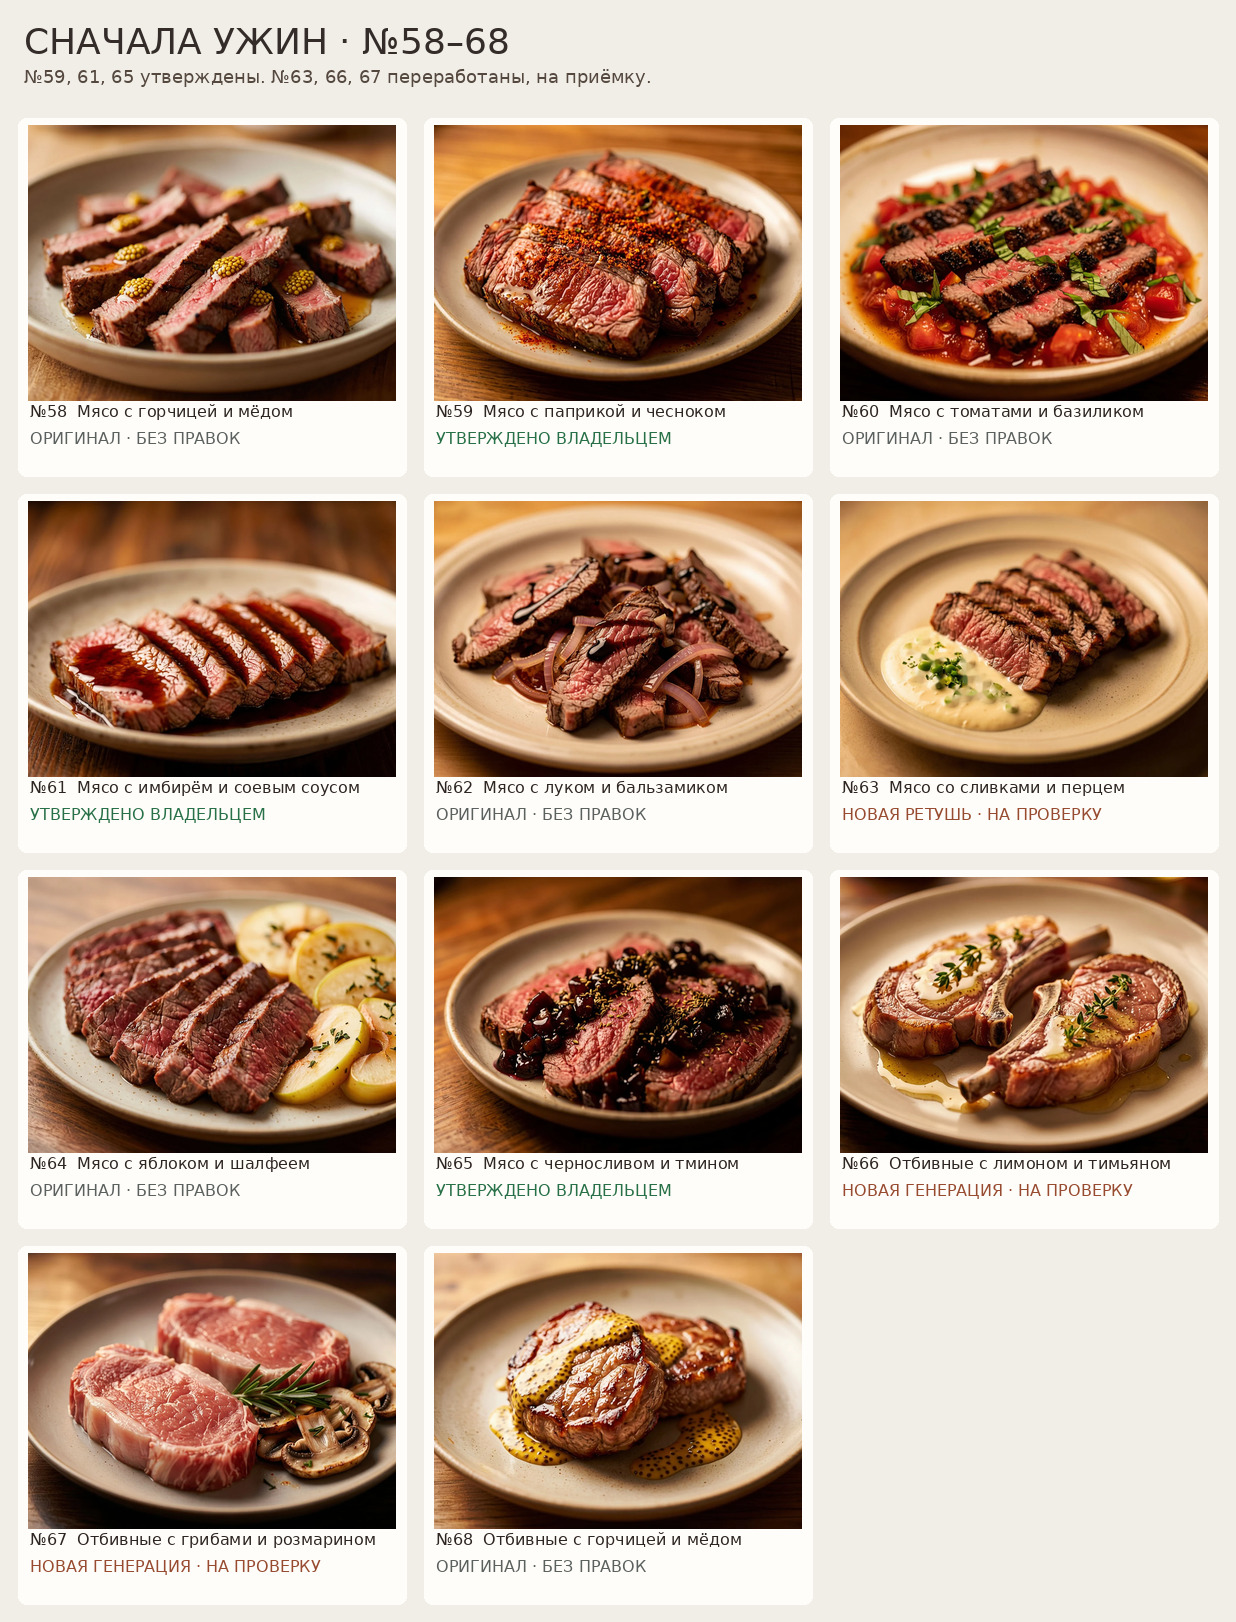 СНАЧАЛА УЖИН · №58–68
№59, 61, 65 утверждены. №63, 66, 67 переработаны, на приёмку.
№58 Мясо с горчицей и мёдом
ОРИГИНАЛ · БЕЗ ПРАВОК
№59 Мясо с паприкой и чесноком
УТВЕРЖДЕНО ВЛАДЕЛЬЦЕМ
№60 Мясо с томатами и базиликом
ОРИГИНАЛ · БЕЗ ПРАВОК
№61 Мясо с имбирём и соевым соусом
УТВЕРЖДЕНО ВЛАДЕЛЬЦЕМ
№62 Мясо с луком и бальзамиком
ОРИГИНАЛ · БЕЗ ПРАВОК
№63 Мясо со сливками и перцем
НОВАЯ РЕТУШЬ · НА ПРОВЕРКУ
№64 Мясо с яблоком и шалфеем
ОРИГИНАЛ · БЕЗ ПРАВОК
№65 Мясо с черносливом и тмином
УТВЕРЖДЕНО ВЛАДЕЛЬЦЕМ
№66 Отбивные с лимоном и тимьяном
НОВАЯ ГЕНЕРАЦИЯ · НА ПРОВЕРКУ
№67 Отбивные с грибами и розмарином
НОВАЯ ГЕНЕРАЦИЯ · НА ПРОВЕРКУ
№68 Отбивные с горчицей и мёдом
ОРИГИНАЛ · БЕЗ ПРАВОК